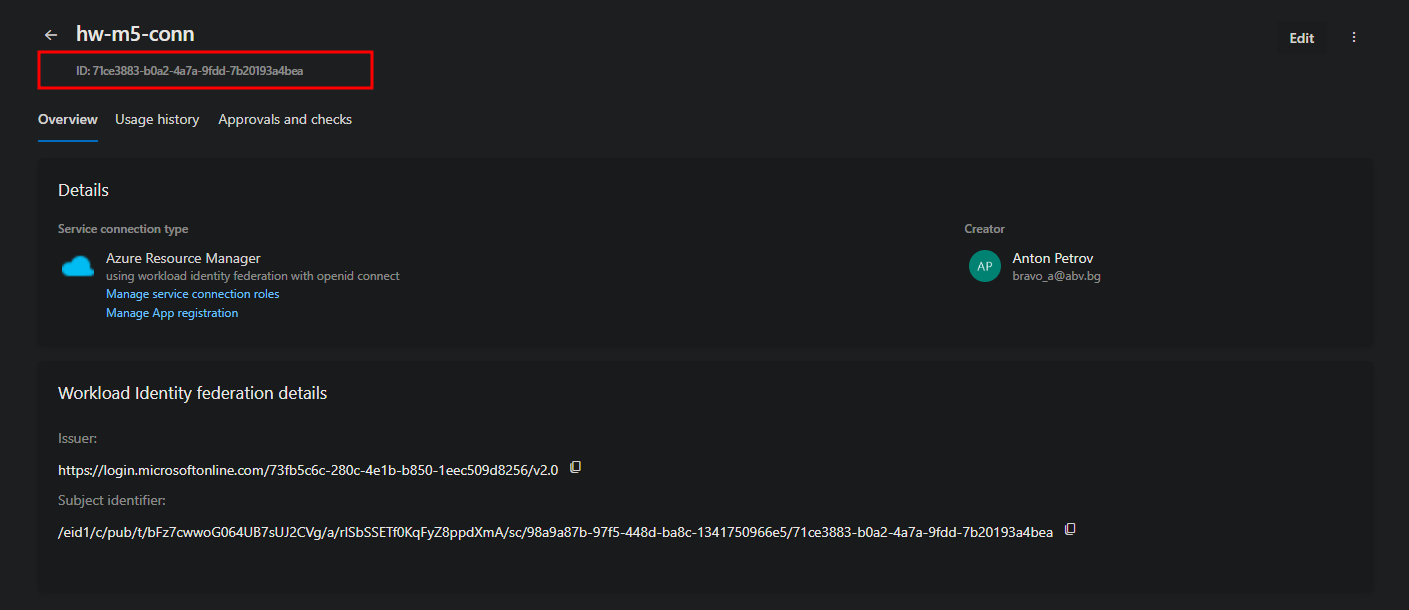 hw-m5-conn
Edit
ID: 71ce3883-b0a2-4a7a-9fdd-7b20193a4bea
Overview Usage history Approvals and checks
Details
Service connection type
Azure Resource Manager
using workload identity federation with openid connect
Manage service connection roles
Manage App registration
Creator
AP
Anton Petrov
bravo_a@abv.bg
Workload Identity federation details
Issuer:
https://login.microsoftonline.com/73fb5c6c-280c-4e1b-b850-1eec509d8256/v2.0
Subject identifier:
/eid1/c/pub/t/bFz7cwwoG064UB7sUJ2CVg/a/rISbSSETf0KqFyZ8ppdXmA/sc/98a9a87b-97f5-448d-ba8c-1341750966e5/71ce3883-b0a2-4a7a-9fdd-7b20193a4bea